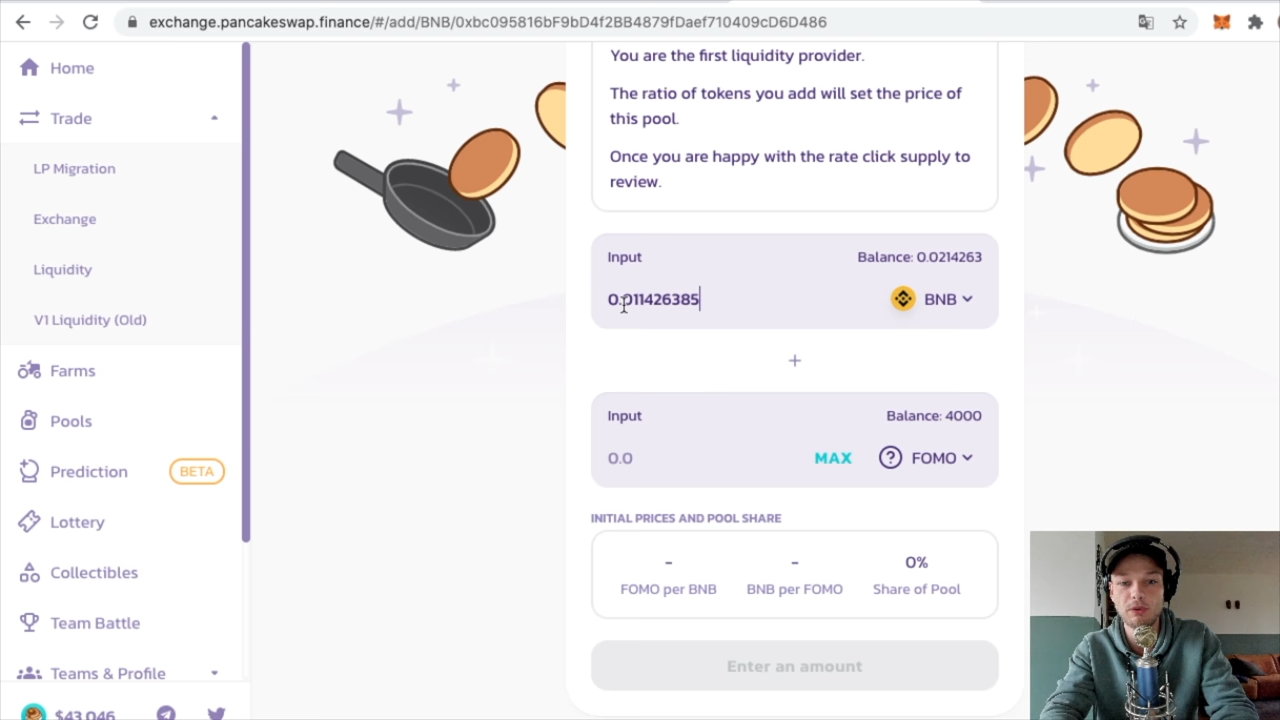 exchange.pancakeswap.finance/#/add/BNB/0xbc095816bF9bD4f2BB4879fDaef710409cD6D486
Home
Trade
LP Migration
Exchange
Liquidity
V1 Liquidity (Old)
Farms
Pools
Prediction
BETA
Lottery
Collectibles
Team Battle
Teams & Profile
$43.046
You are the first liquidity provider.
The ratio of tokens you add will set the price of
this pool.
Once you are happy with the rate click supply to
review.
Input
Balance: 0.0214263
0.011426385
BNB
+
Input
Balance: 4000
0.0
MAX
? FOMO
INITIAL PRICES AND POOL SHARE
-
FOMO per BNB
-
BNB per FOMO
0%
Share of Pool
Enter an amount